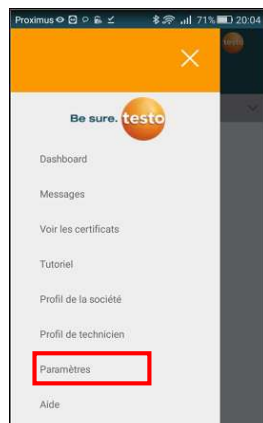 Proximus 71% 20:04
Be sure. testo
Dashboard
Messages
Voir les certificats
Tutoriel
Profil de la société
Profil de technicien
Paramètres
Aide